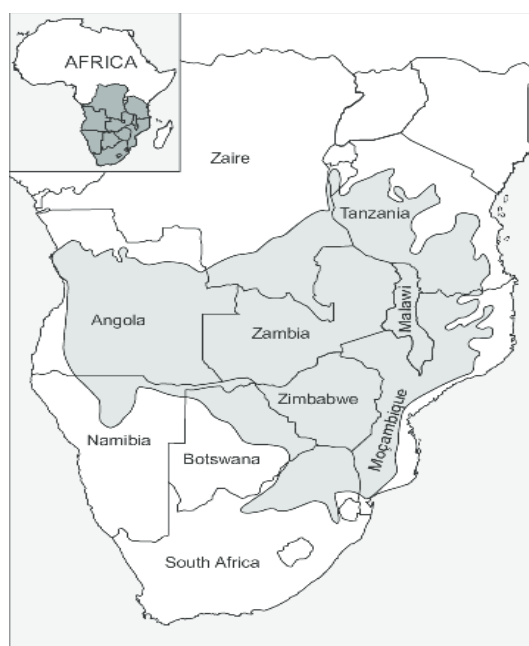 AFRICA
Zaire
Tanzania
Angola
Zambia
Malawi
Zimbabwe
Moçambique
Namibia
Botswana
South Africa